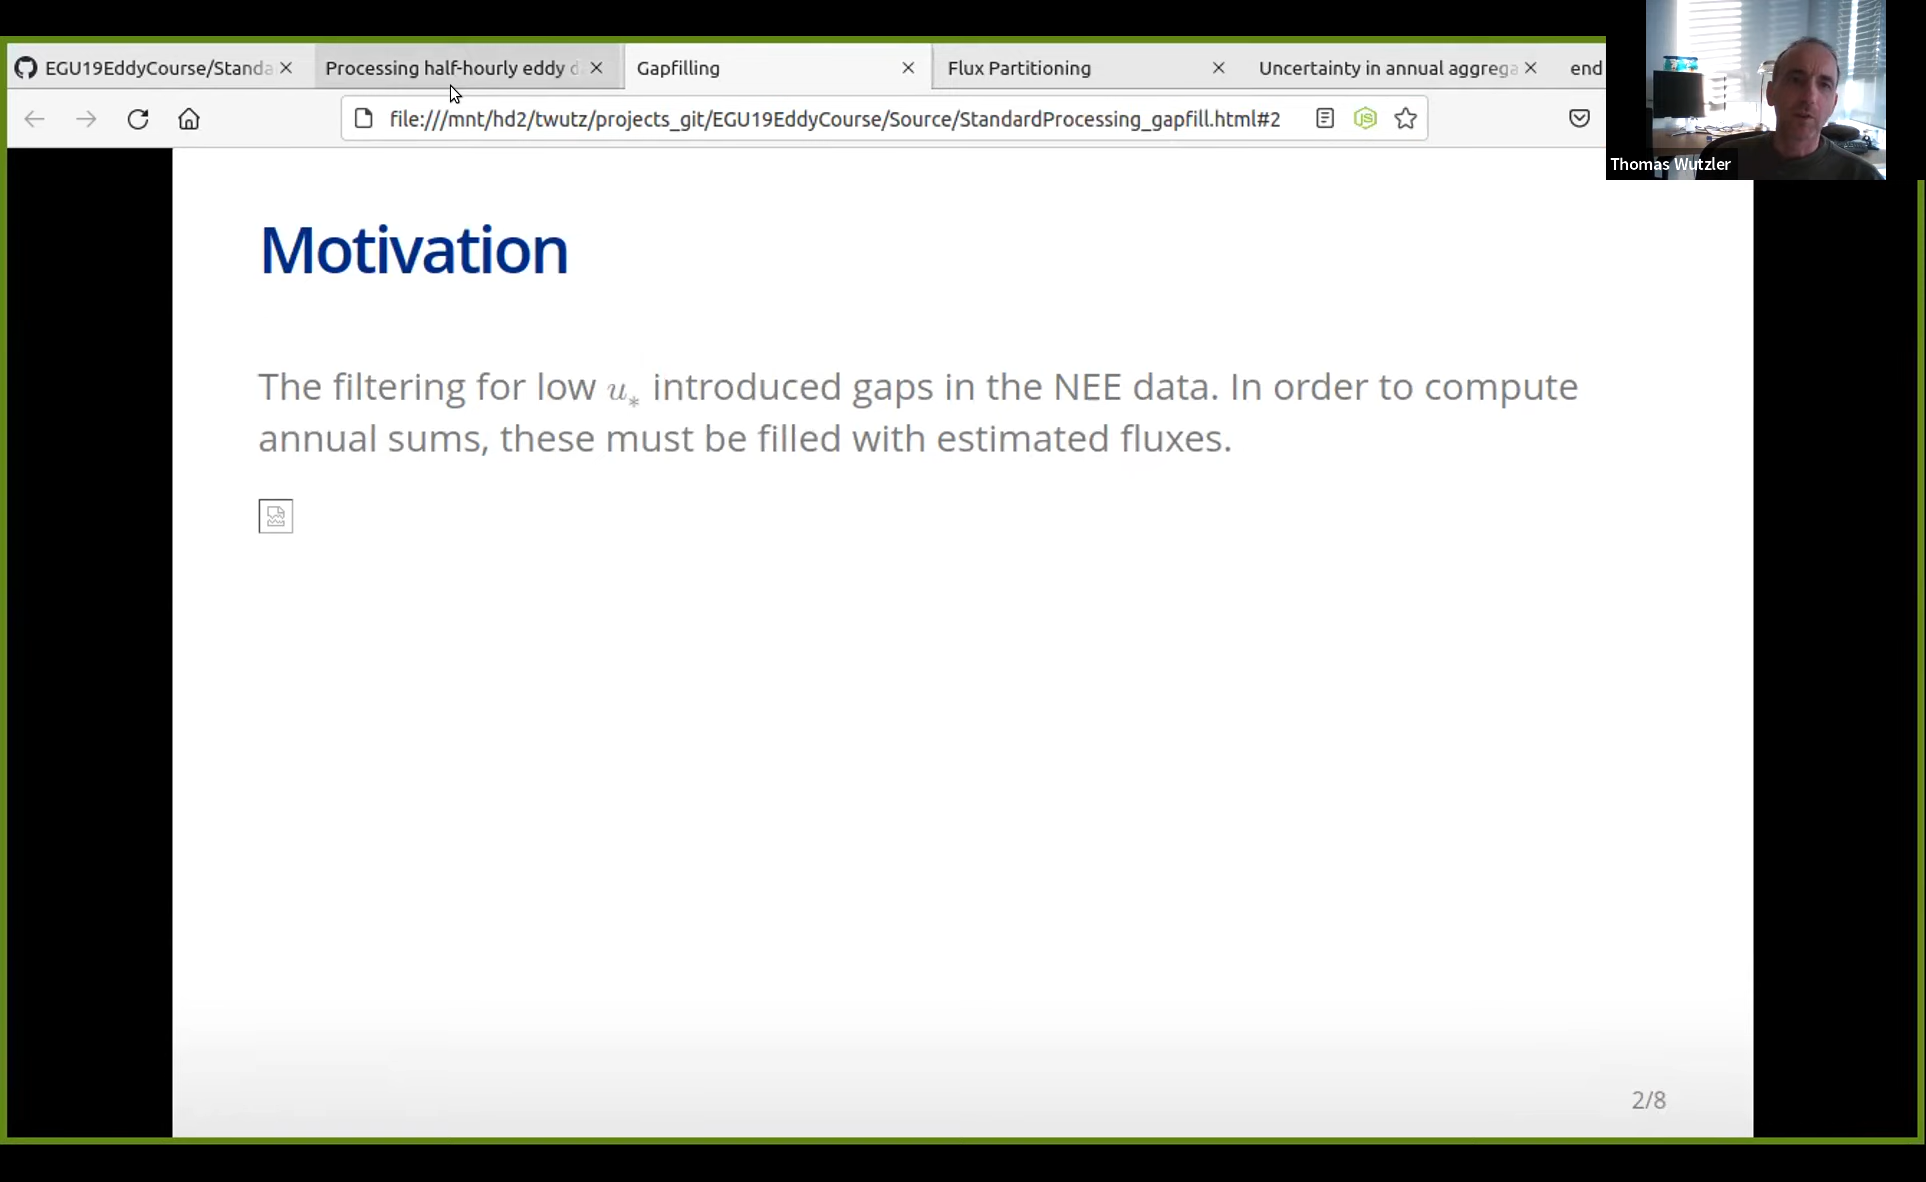 EGU19EddyCourse/Standa
Processing half-hourly eddy d
Gapfilling
Flux Partitioning
Uncertainty in annual aggrega
end
file:///mnt/hd2/twutz/projects_git/EGU19EddyCourse/Source/StandardProcessing_gapfill.html#2
JS
Thomas Wutzler
Motivation
The filtering for low u* introduced gaps in the NEE data. In order to compute
annual sums, these must be filled with estimated fluxes.
2/8